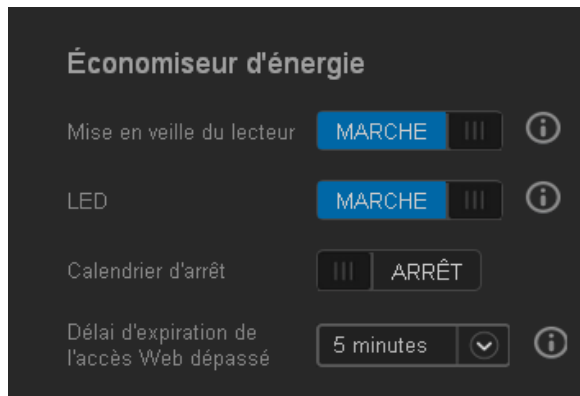 Économiseur d'énergie
Mise en veille du lecteur MARCHE
LED MARCHE
Calendrier d'arrêt ARRÊT
Délai d'expiration de
l'accès Web dépassé 5 minutes